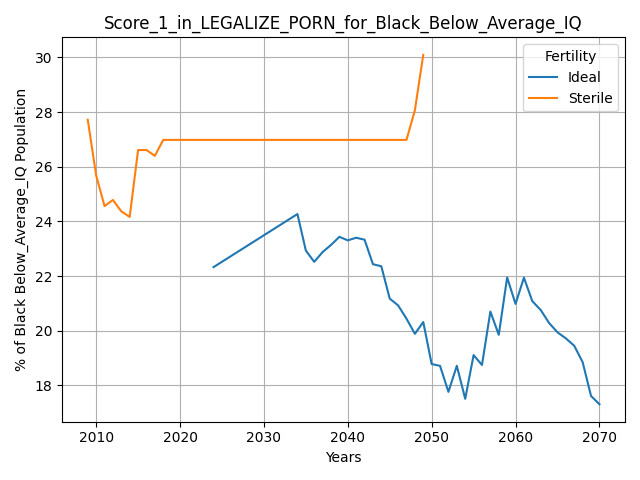 Score_1_in_LEGALIZE_PORN_for_Black_Below_Average_IQ
% of Black Below_Average_IQ Population
30
28
26
24
22
20
18
Fertility
Ideal
Sterile
2010
2020
2030
2040
2050
2060
2070
Years